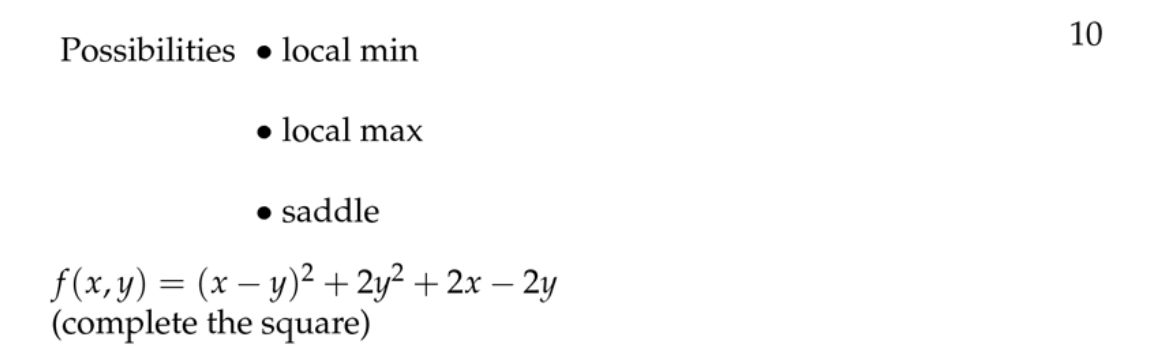 Possibilities • local min
10
• local max
• saddle
f(x, y) = (x − y)² + 2y² + 2x − 2y
(complete the square)